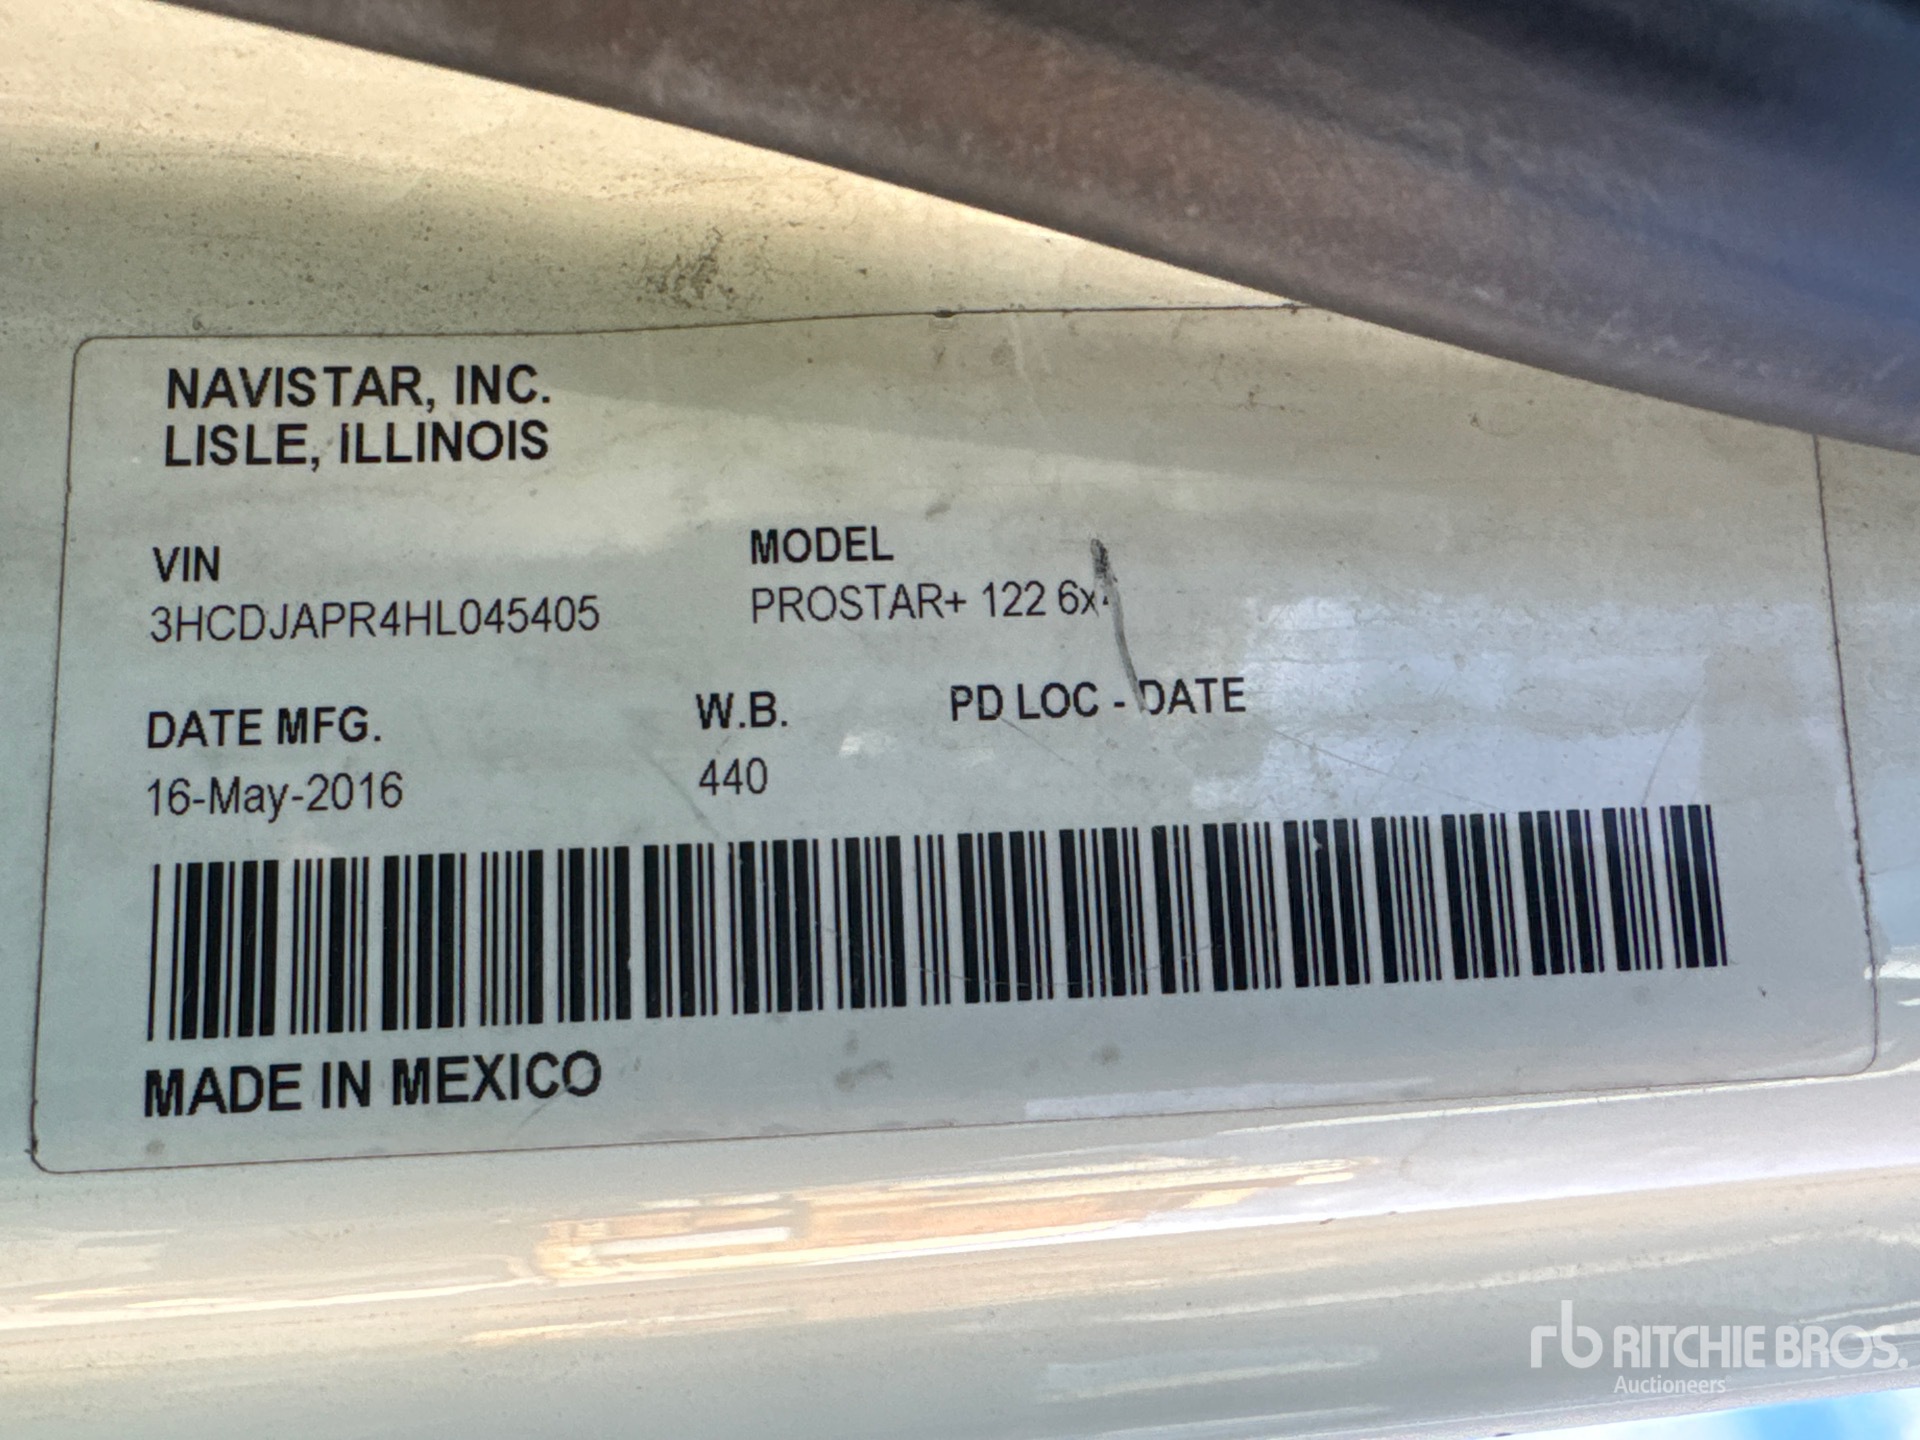 NAVISTAR, INC.
LISLE, ILLINOIS
VIN
3HCDJAPR4HL045405
MODEL
PROSTAR+ 122 6x
DATE MFG.
16-May-2016
W.B.
440
PD LOC - DATE
MADE IN MEXICO
rb RITCHIE BROS.
Auctioneers